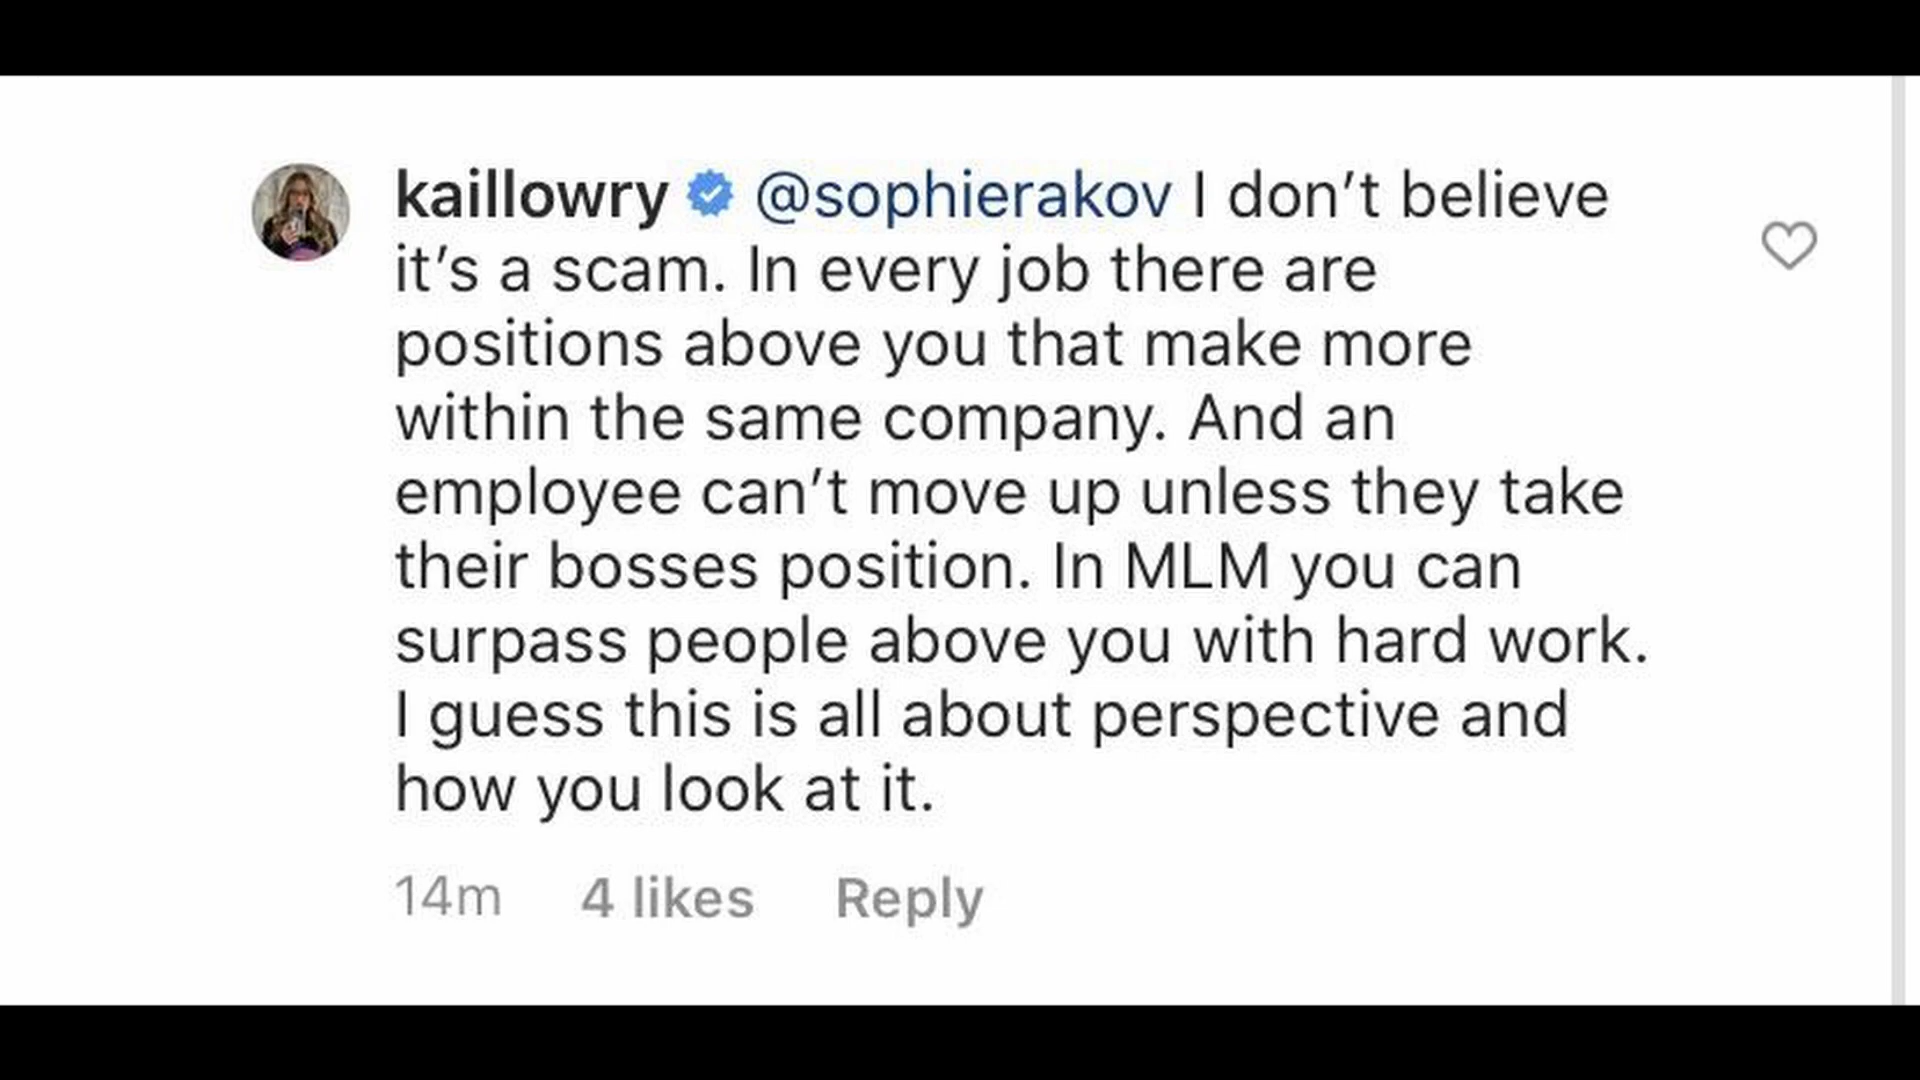 kaillowry @sophierakov I don’t believe
it’s a scam. In every job there are
positions above you that make more
within the same company. And an
employee can’t move up unless they take
their bosses position. In MLM you can
surpass people above you with hard work.
I guess this is all about perspective and
how you look at it.
14m 4 likes Reply